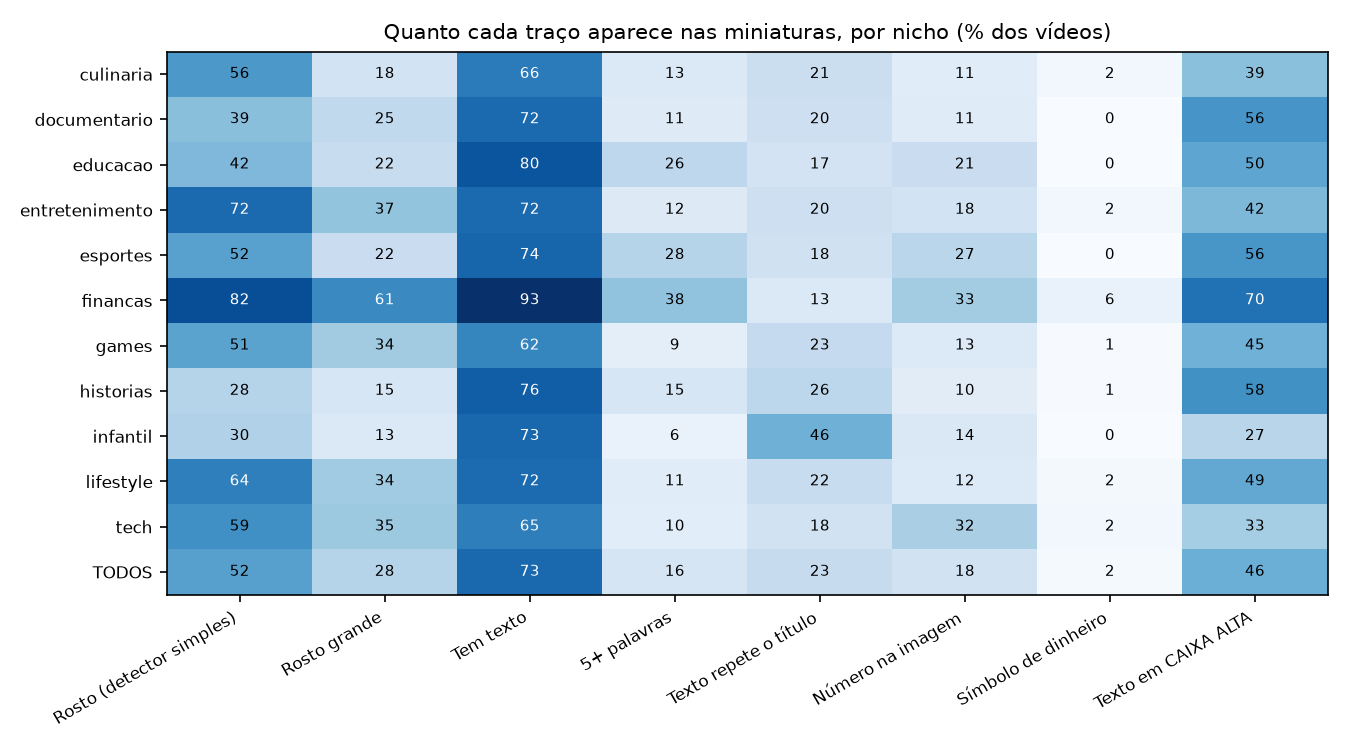 Quanto cada traço aparece nas miniaturas, por nicho (% dos vídeos)
culinaria 56 18 66 13 21 11 2 39
documentario 39 25 72 11 20 11 0 56
educacao 42 22 80 26 17 21 0 50
entretenimento 72 37 72 12 20 18 2 42
esportes 52 22 74 28 18 27 0 56
financas 82 61 93 38 13 33 6 70
games 51 34 62 9 23 13 1 45
historias 28 15 76 15 26 10 1 58
infantil 30 13 73 6 46 14 0 27
lifestyle 64 34 72 11 22 12 2 49
tech 59 35 65 10 18 32 2 33
TODOS 52 28 73 16 23 18 2 46
Rosto (detector simples)
Rosto grande
Tem texto
5+ palavras
Texto repete o título
Número na imagem
Símbolo de dinheiro
Texto em CAIXA ALTA